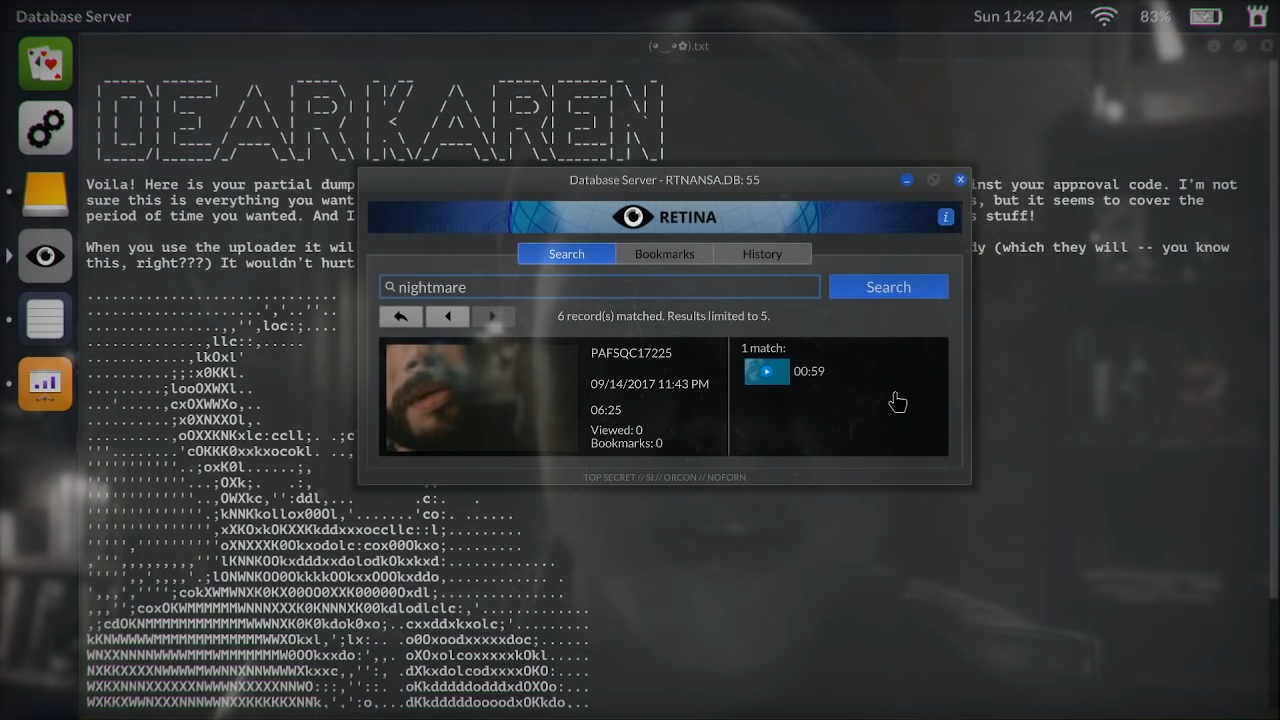 Database Server
Sun 12:42 AM
83%
(◕‿◕✿).txt
DEARKAREN
Voila! Here is your partial dump
inst your approval code. I'm not
sure this is everything you want
s, but it seems to cover the
period of time you wanted. And I
s stuff!
When you use the uploader it wil
dy (which they will -- you know
this, right???) It wouldn't hurt
Database Server - RTNANSA.DB: 55
RETINA
i
Search
Bookmarks
History
nightmare
Search
6 record(s) matched. Results limited to 5.
PAFSQC17225
09/14/2017 11:43 PM
06:25
Viewed: 0
Bookmarks: 0
1 match:
00:59
TOP SECRET // SI // ORCON // NOFORN